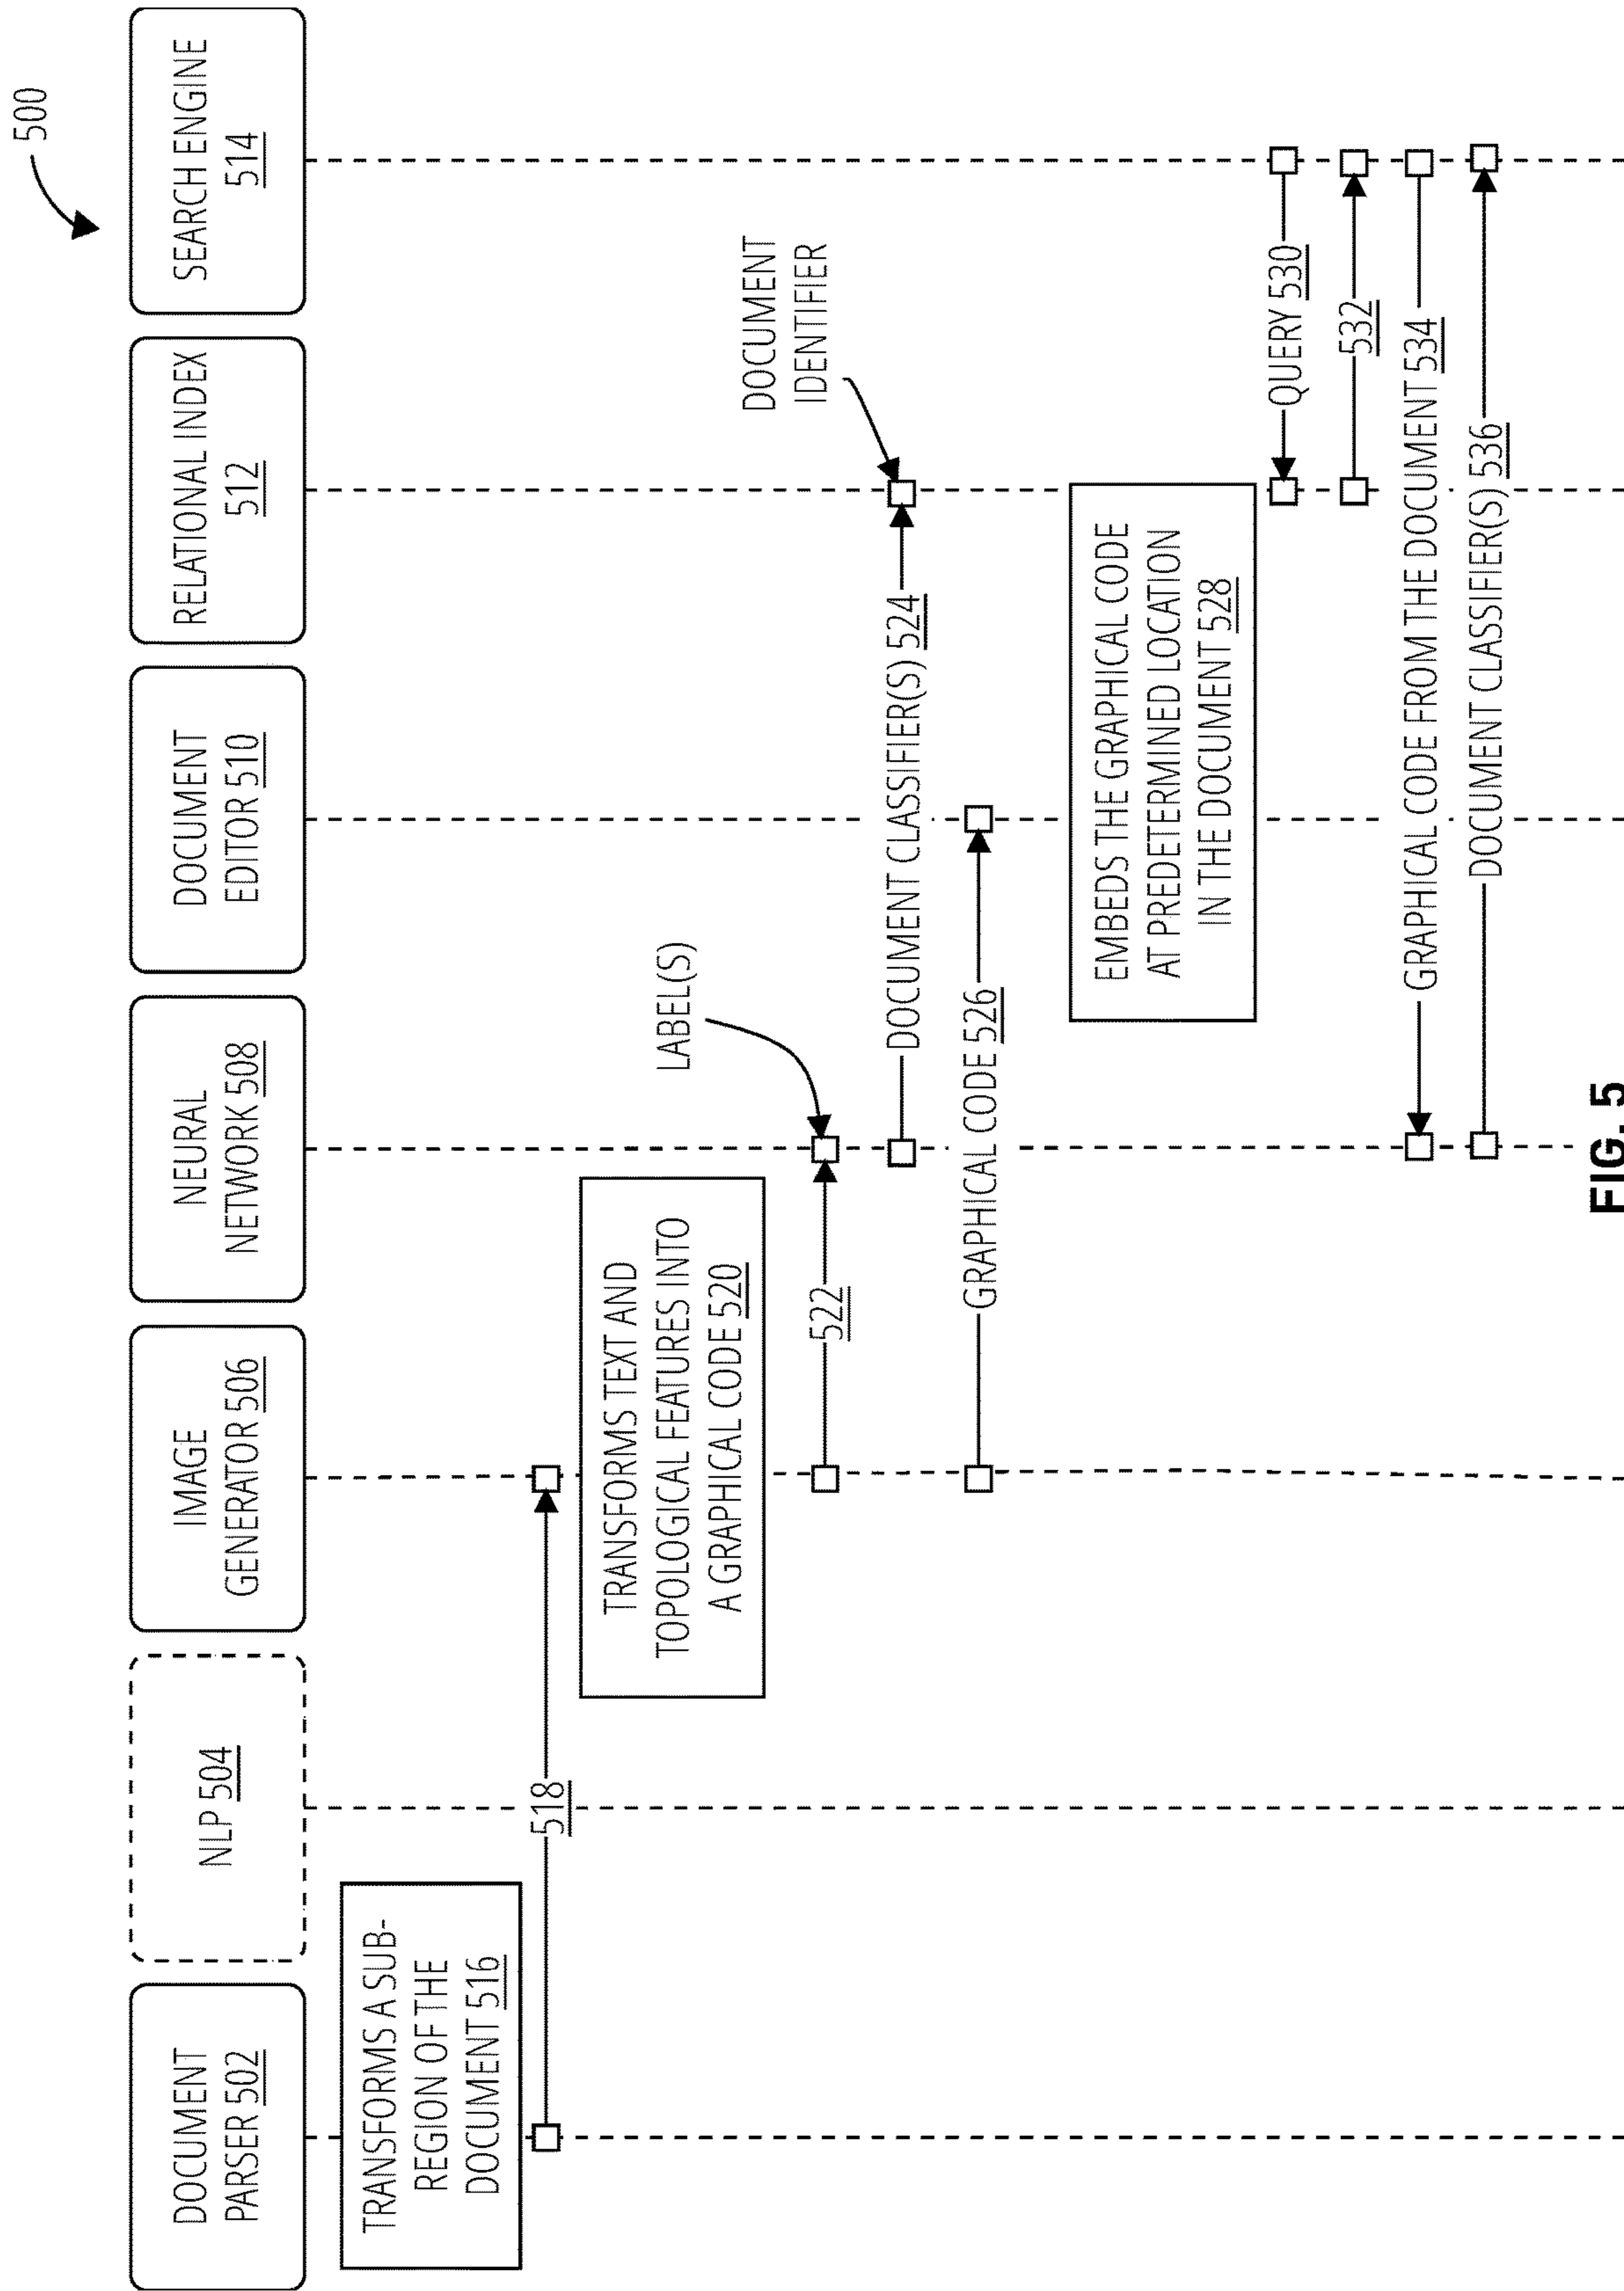 500
DOCUMENT
PARSER 502
NLP 504
IMAGE
GENERATOR 506
NEURAL
NETWORK 508
DOCUMENT
EDITOR 510
RELATIONAL INDEX
512
SEARCH ENGINE
514
TRANSFORMS A SUB-
REGION OF THE
DOCUMENT 516
518
TRANSFORMS TEXT AND
TOPOLOGICAL FEATURES INTO
A GRAPHICAL CODE 520
LABEL(S)
522
DOCUMENT
IDENTIFIER
DOCUMENT CLASSIFIER(S) 524
GRAPHICAL CODE 526
EMBEDS THE GRAPHICAL CODE
AT PREDETERMINED LOCATION
IN THE DOCUMENT 528
QUERY 530
532
GRAPHICAL CODE FROM THE DOCUMENT 534
DOCUMENT CLASSIFIER(S) 536
FIG. 5